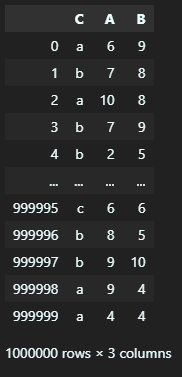 C A B
0 a 6 9
1 b 7 8
2 a 10 8
3 b 7 9
4 b 2 5
... ... ... ...
999995 c 6 6
999996 b 8 5
999997 b 9 10
999998 a 9 4
999999 a 4 4
1000000 rows × 3 columns